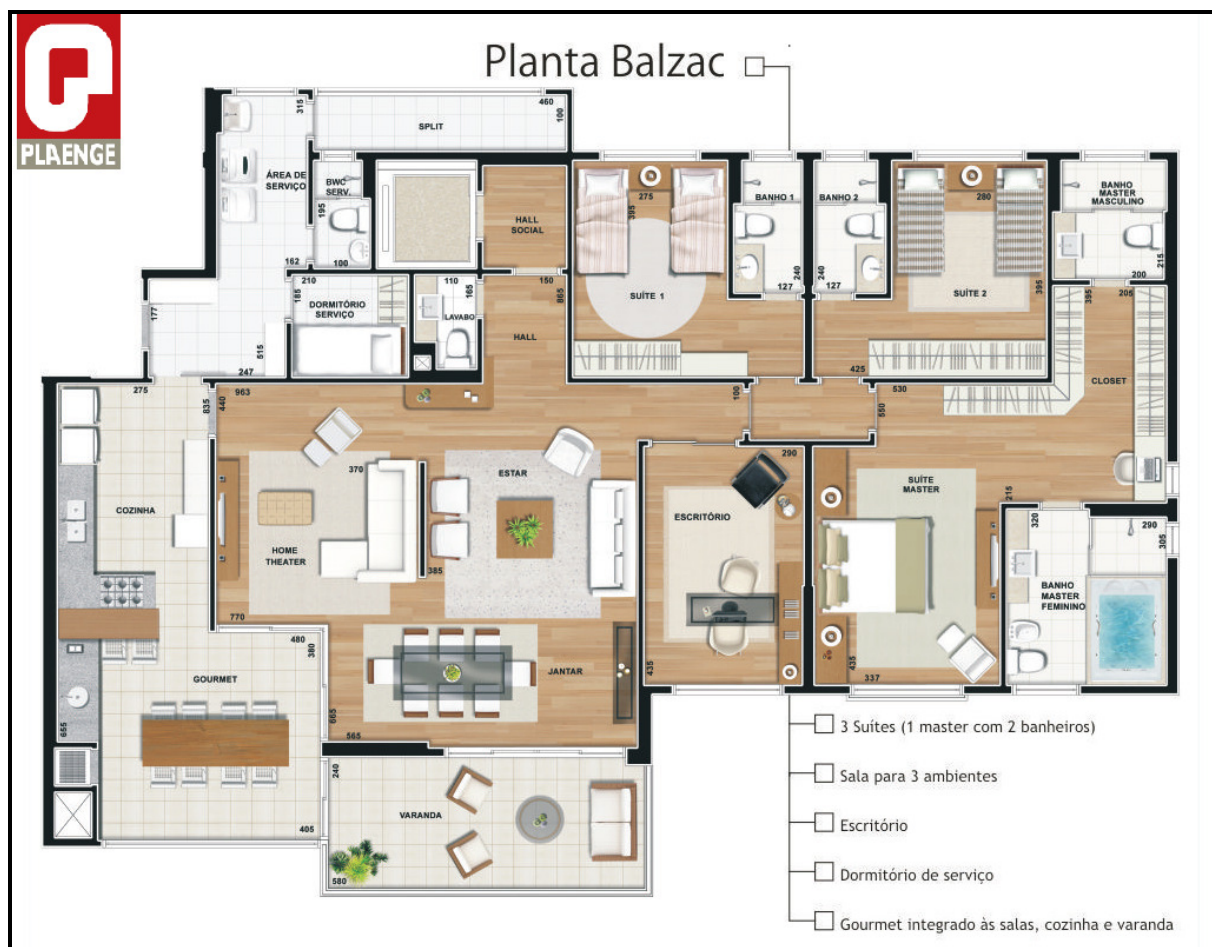 PLAENGE
Planta Balzac
315
460
100
SPLIT
ÁREA DE
SERVIÇO
BWC
SERV.
195
162
100
HALL
SOCIAL
275
395
SUÍTE 1
BANHO 1
240
127
BANHO 2
240
127
280
395
SUÍTE 2
425
BANHO
MASTER
MASCULINO
215
200
210
185
DORMITÓRIO
SERVIÇO
110
165
LAVABO
150
865
HALL
177
515
247
395
205
CLOSET
275
835
440
963
100
530
550
COZINHA
370
HOME
THEATER
770
ESTAR
385
290
ESCRITÓRIO
435
SUÍTE
MASTER
215
435
337
320
290
305
BANHO
MASTER
FEMININO
480
380
GOURMET
655
405
JANTAR
665
565
240
VARANDA
580
3 Suítes (1 master com 2 banheiros)
Sala para 3 ambientes
Escritório
Dormitório de serviço
Gourmet integrado às salas, cozinha e varanda